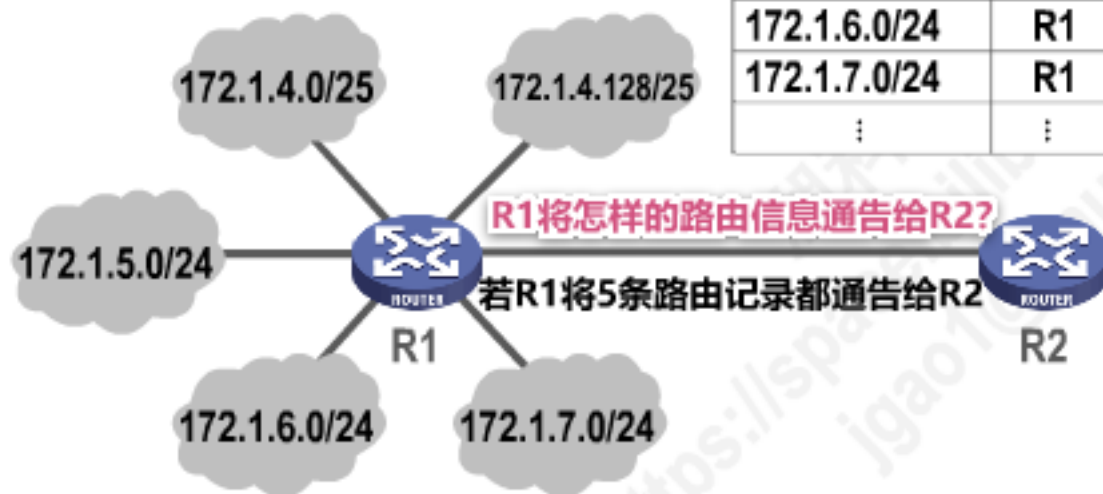 172.1.6.0/24 R1
172.1.7.0/24 R1
⋮ ⋮
172.1.4.0/25
172.1.4.128/25
R1将怎样的路由信息通告给R2?
172.1.5.0/24
若R1将5条路由记录都通告给R2
ROUTER
ROUTER
R1
R2
172.1.6.0/24
172.1.7.0/24